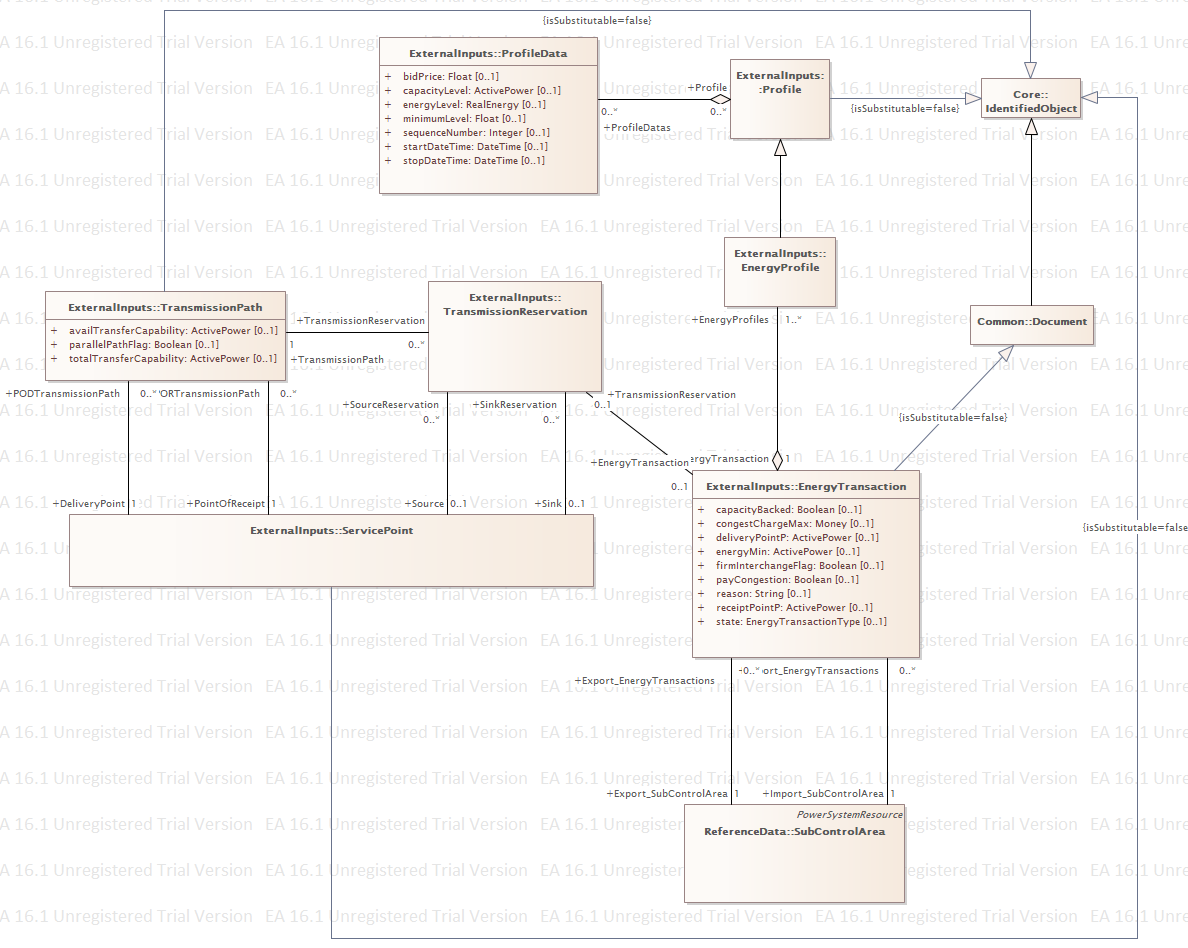 {isSubstitutable=false}
ExternalInputs::ProfileData
+ bidPrice: Float [0..1]
+ capacityLevel: ActivePower [0..1]
+ energyLevel: RealEnergy [0..1]
+ minimumLevel: Float [0..1]
+ sequenceNumber: Integer [0..1]
+ startDateTime: DateTime [0..1]
+ stopDateTime: DateTime [0..1]
+Profile
0..*
0..*
+ProfileDatas
ExternalInputs:
:Profile
{isSubstitutable=false}
Core::
IdentifiedObject
ExternalInputs::
EnergyProfile
+EnergyProfiles 1..*
Common::Document
{isSubstitutable=false}
ExternalInputs::TransmissionPath
+ availTransferCapability: ActivePower [0..1]
+ parallelPathFlag: Boolean [0..1]
+ totalTransferCapability: ActivePower [0..1]
+TransmissionReservation
1
0..*
+TransmissionPath
ExternalInputs::
TransmissionReservation
+PODTransmissionPath 0..*
'ORTransmissionPath 0..*
+SourceReservation
0..*
+SinkReservation
0..*
+TransmissionReservation
0..1
+EnergyTransaction
0..1
ergyTransaction 1
+DeliveryPoint 1
+PointOfReceipt 1
+Source 0..1
+Sink 0..1
ExternalInputs::ServicePoint
ExternalInputs::EnergyTransaction
+ capacityBacked: Boolean [0..1]
+ congestChargeMax: Money [0..1]
+ deliveryPointP: ActivePower [0..1]
+ energyMin: ActivePower [0..1]
+ firmInterchangeFlag: Boolean [0..1]
+ payCongestion: Boolean [0..1]
+ reason: String [0..1]
+ receiptPointP: ActivePower [0..1]
+ state: EnergyTransactionType [0..1]
{isSubstitutable=false
0..*
ort_EnergyTransactions 0..*
+Export_EnergyTransactions
+Export_SubControlArea 1
+Import_SubControlArea 1
PowerSystemResource
ReferenceData::SubControlArea
EA 16.1 Unregistered Trial Version